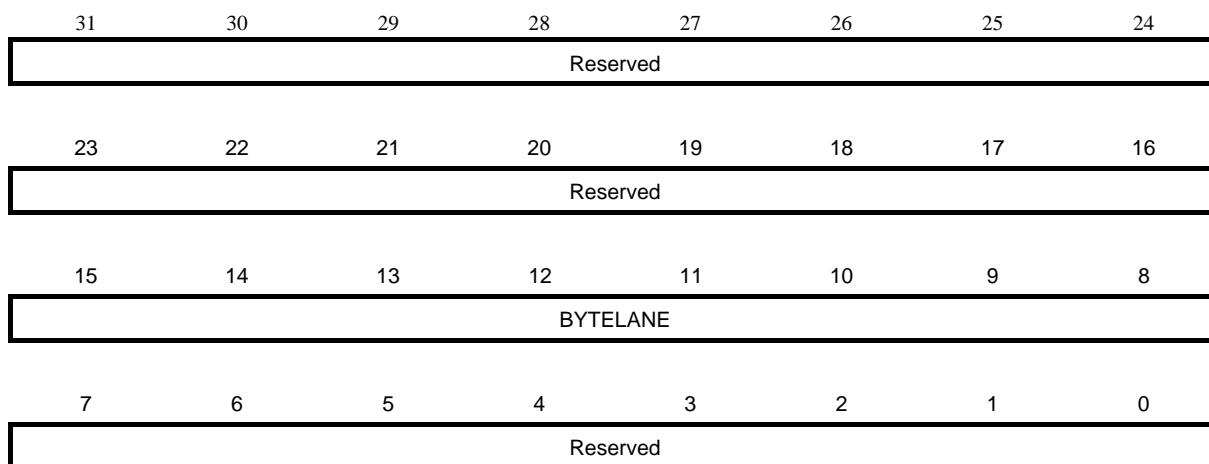 31 30 29 28 27 26 25 24
Reserved
23 22 21 20 19 18 17 16
Reserved
15 14 13 12 11 10 9 8
BYTELANE
7 6 5 4 3 2 1 0
Reserved